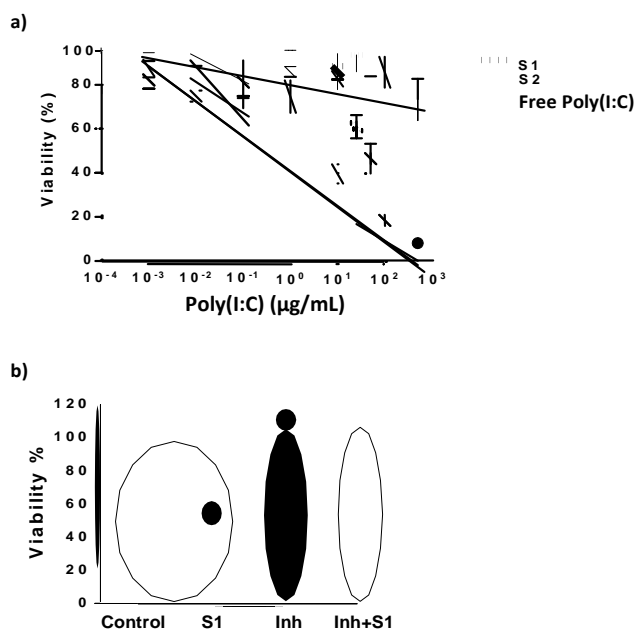 a)
100
80
60
40
20
0
Viability (%)
10⁻⁴ 10⁻³ 10⁻² 10⁻¹ 10⁰ 10¹ 10² 10³
Poly(I:C) (µg/mL)
S1
S2
Free Poly(I:C)
b)
120
100
80
60
40
20
0
Viability %
Control S1 Inh Inh+S1